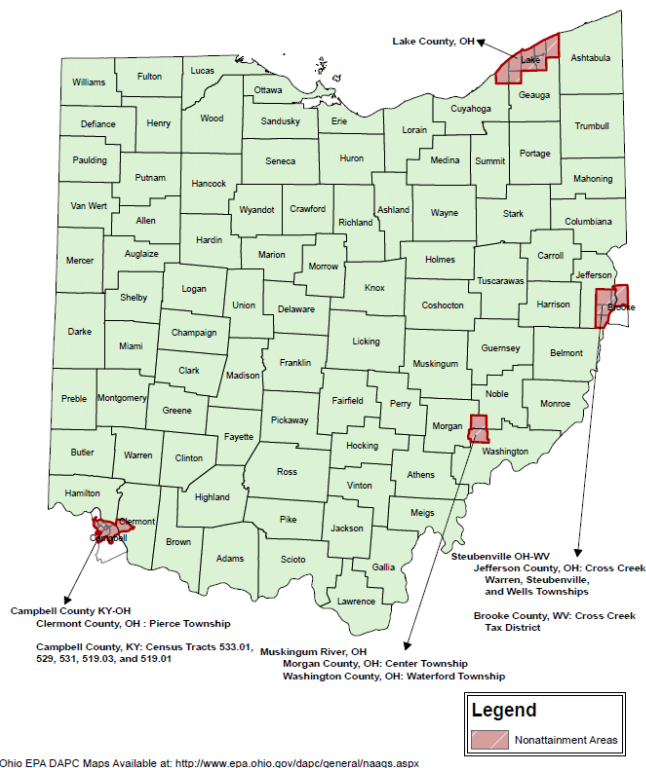 Lake County, OH
Lake
Ashtabula
Williams
Fulton
Lucas
Ottawa
Geauga
Cuyahoga
Defiance
Henry
Wood
Sandusky
Erie
Lorain
Trumbull
Medina
Summit
Portage
Paulding
Seneca
Huron
Putnam
Hancock
Mahoning
Van Wert
Wyandot
Crawford
Richland
Ashland
Wayne
Stark
Columbiana
Allen
Hardin
Marion
Carroll
Mercer
Auglaize
Morrow
Holmes
Tuscarawas
Jefferson
Logan
Knox
Shelby
Union
Delaware
Coshocton
Harrison
Brooke
Darke
Champaign
Licking
Miami
Guernsey
Belmont
Clark
Madison
Franklin
Muskingum
Preble
Montgomery
Fairfield
Perry
Noble
Monroe
Greene
Pickaway
Morgan
Fayette
Butler
Warren
Clinton
Hocking
Washington
Ross
Athens
Vinton
Hamilton
Highland
Clermont
Campbell
Pike
Jackson
Meigs
Brown
Adams
Scioto
Gallia
Lawrence
Steubenville OH-WV
Jefferson County, OH: Cross Creek
Warren, Steubenville,
and Wells Townships
Brooke County, WV: Cross Creek
Tax District
Campbell County KY-OH
Clermont County, OH : Pierce Township
Campbell County, KY: Census Tracts 533.01,
529, 531, 519.03, and 519.01
Muskingum River, OH
Morgan County, OH: Center Township
Washington County, OH: Waterford Township
Legend
Nonattainment Areas
Ohio EPA DAPC Maps Available at: http://www.epa.ohio.gov/dapc/general/naaqs.aspx